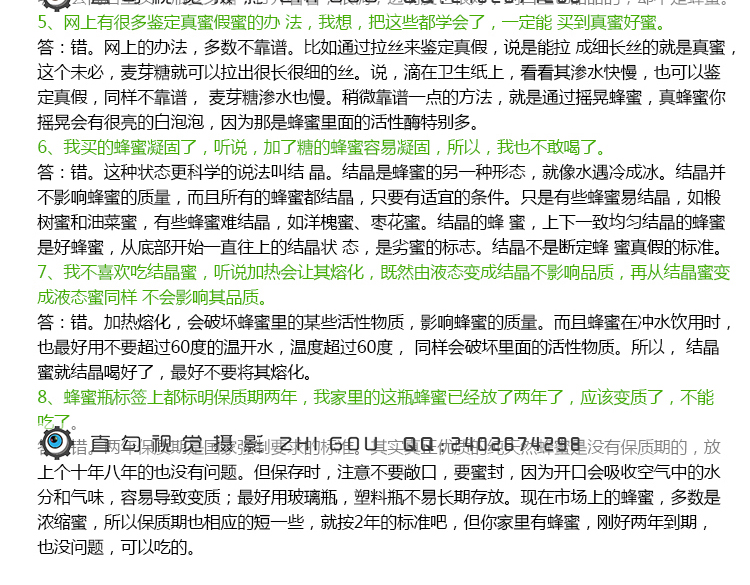 5、网上有很多鉴定真蜜假蜜的办 法，我想，把这些都学会了，一定能 买到真蜜好蜜。
答：错。网上的办法，多数不靠谱。比如通过拉丝来鉴定真假，说是能拉 成细长丝的就是真蜜，
这个未必，麦芽糖就可以拉出很长很细的丝。说，滴在卫生纸上，看看其渗水快慢，也可以鉴
定真假，同样不靠谱， 麦芽糖渗水也慢。稍微靠谱一点的方法，就是通过摇晃蜂蜜，真蜂蜜你
摇晃会有很亮的白泡泡，因为那是蜂蜜里面的活性酶特别多。
6、我买的蜂蜜凝固了，听说，加了糖的蜂蜜容易凝固，所以，我也不敢喝了。
答：错。这种状态更科学的说法叫结 晶。结晶是蜂蜜的另一种形态，就像水遇冷成冰。结晶并
不影响蜂蜜的质量，而且所有的蜂蜜都结晶，只要有适宜的条件。只是有些蜂蜜易结晶，如椴
树蜜和油菜蜜，有些蜂蜜难结晶，如洋槐蜜、枣花蜜。结晶的蜂 蜜，上下一致均匀结晶的蜂蜜
是好蜂蜜，从底部开始一直往上的结晶状 态，是劣蜜的标志。结晶不是断定蜂 蜜真假的标准。
7、我不喜欢吃结晶蜜，听说加热会让其熔化，既然由液态变成结晶不影响品质，再从结晶蜜变
成液态蜜同样 不会影响其品质。
答：错。加热熔化，会破坏蜂蜜里的某些活性物质，影响蜂蜜的质量。而且蜂蜜在冲水饮用时，
也最好用不要超过60度的温开水，温度超过60度， 同样会破坏里面的活性物质。所以， 结晶
蜜就结晶喝好了，最好不要将其熔化。
8、蜂蜜瓶标签上都标明保质期两年，我家里的这瓶蜂蜜已经放了两年了，应该变质了，不能
吃了。
直勾视觉摄影 ZHIGOU QQ:2402674298
答：错。两年保质期是国家强制要求的标准。其实真正优质的纯天然蜂蜜是没有保质期的，放
上个十年八年的也没有问题。但保存时，注意不要敞口，要蜜封，因为开口会吸收空气中的水
分和气味，容易导致变质；最好用玻璃瓶，塑料瓶不易长期存放。现在市场上的蜂蜜，多数是
浓缩蜜，所以保质期也相应的短一些，就按2年的标准吧，但你家里有蜂蜜，刚好两年到期，
也没问题，可以吃的。